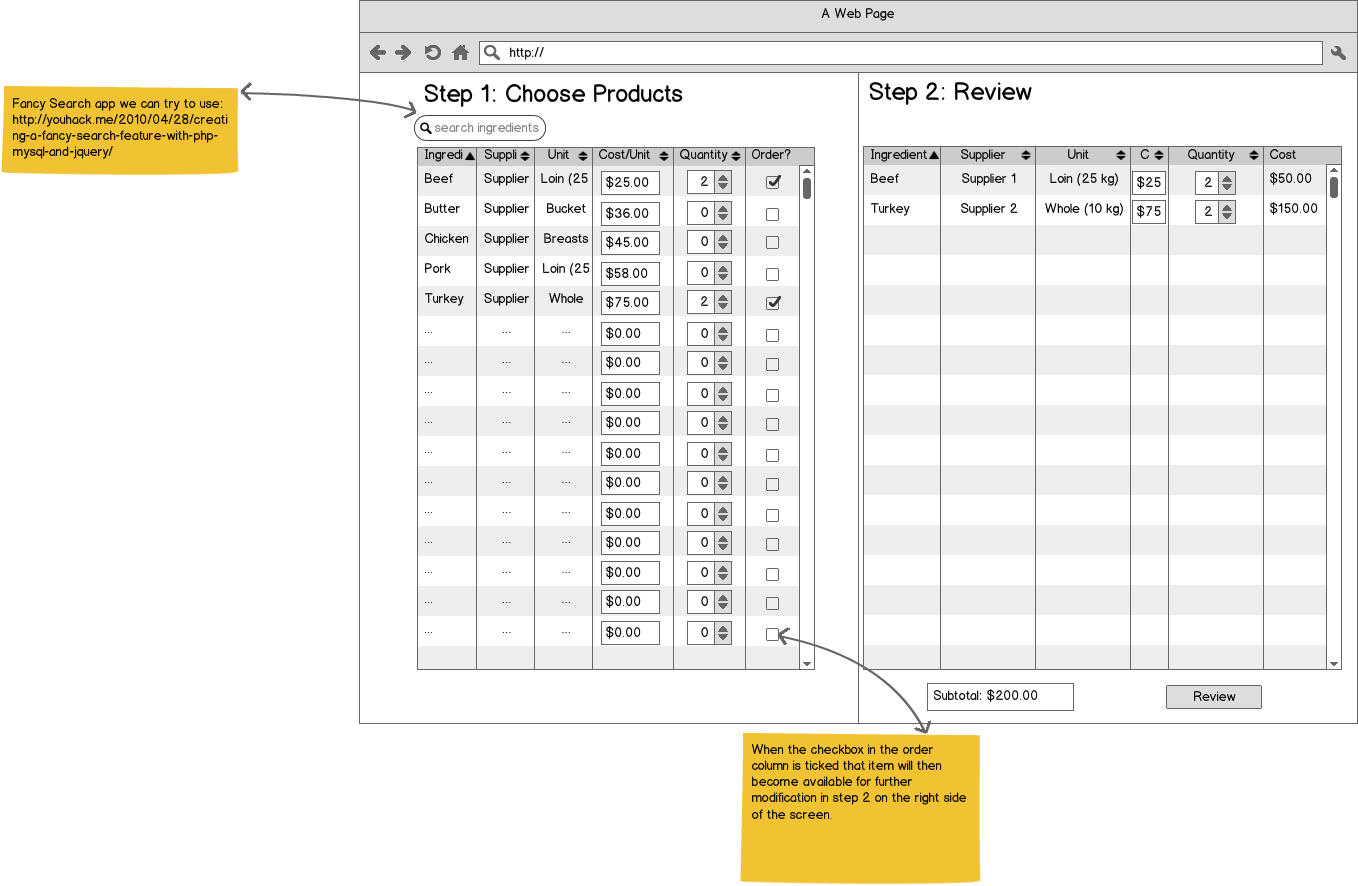 A Web Page
http://
Fancy Search app we can try to use:
http://youhack.me/2010/04/28/creati
ng-a-fancy-search-feature-with-php-
mysql-and-jquery/
Step 1: Choose Products
search ingredients
Ingredi Suppli Unit Cost/Unit Quantity Order?
Beef Supplier Loin (25 $25.00 2
Butter Supplier Bucket $36.00 0
Chicken Supplier Breasts $45.00 0
Pork Supplier Loin (25 $58.00 0
Turkey Supplier Whole $75.00 2
... ... ... $0.00 0
... ... ... $0.00 0
... ... ... $0.00 0
... ... ... $0.00 0
... ... ... $0.00 0
... ... ... $0.00 0
... ... ... $0.00 0
... ... ... $0.00 0
... ... ... $0.00 0
... ... ... $0.00 0
... ... ... $0.00 0
Step 2: Review
Ingredient Supplier Unit C Quantity Cost
Beef Supplier 1 Loin (25 kg) $25 2 $50.00
Turkey Supplier 2 Whole (10 kg) $75 2 $150.00
Subtotal: $200.00
Review
When the checkbox in the order
column is ticked that item will then
become available for further
modification in step 2 on the right side
of the screen.